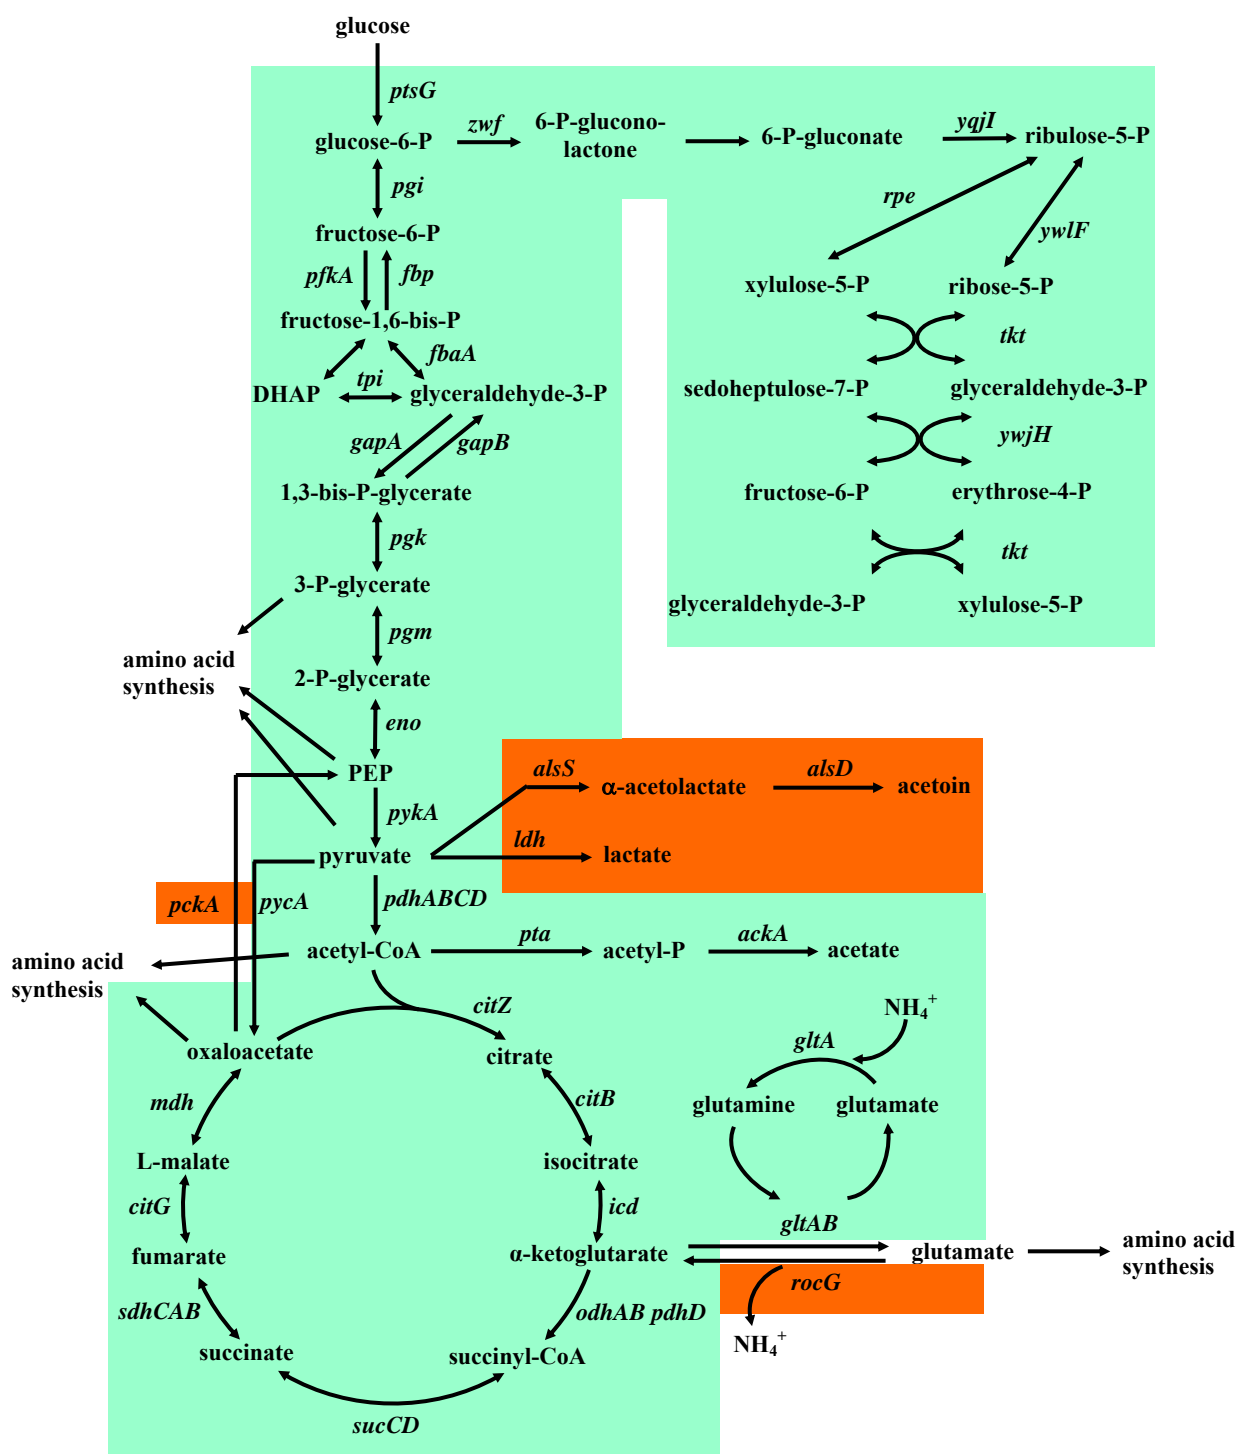 glucose
ptsG
glucose-6-P
zwf
6-P-glucono-
lactone
6-P-gluconate
yqjI
ribulose-5-P
pgi
rpe
ywlF
fructose-6-P
pfkA
fbp
xylulose-5-P
ribose-5-P
fructose-1,6-bis-P
tkt
fbaA
tpi
DHAP
glyceraldehyde-3-P
sedoheptulose-7-P
glyceraldehyde-3-P
gapA
gapB
ywjH
1,3-bis-P-glycerate
fructose-6-P
erythrose-4-P
pgk
tkt
3-P-glycerate
glyceraldehyde-3-P
xylulose-5-P
pgm
amino acid
synthesis
2-P-glycerate
eno
PEP
alsS
α-acetolactate
alsD
acetoin
pykA
ldh
pyruvate
lactate
pckA
pycA
pdhABCD
pta
ackA
acetyl-CoA
acetyl-P
acetate
amino acid
synthesis
citZ
NH4+
oxaloacetate
citrate
gltA
mdh
citB
glutamine
glutamate
L-malate
isocitrate
citG
icd
gltAB
fumarate
α-ketoglutarate
glutamate
amino acid
synthesis
rocG
sdhCAB
odhAB pdhD
NH4+
succinate
succinyl-CoA
sucCD